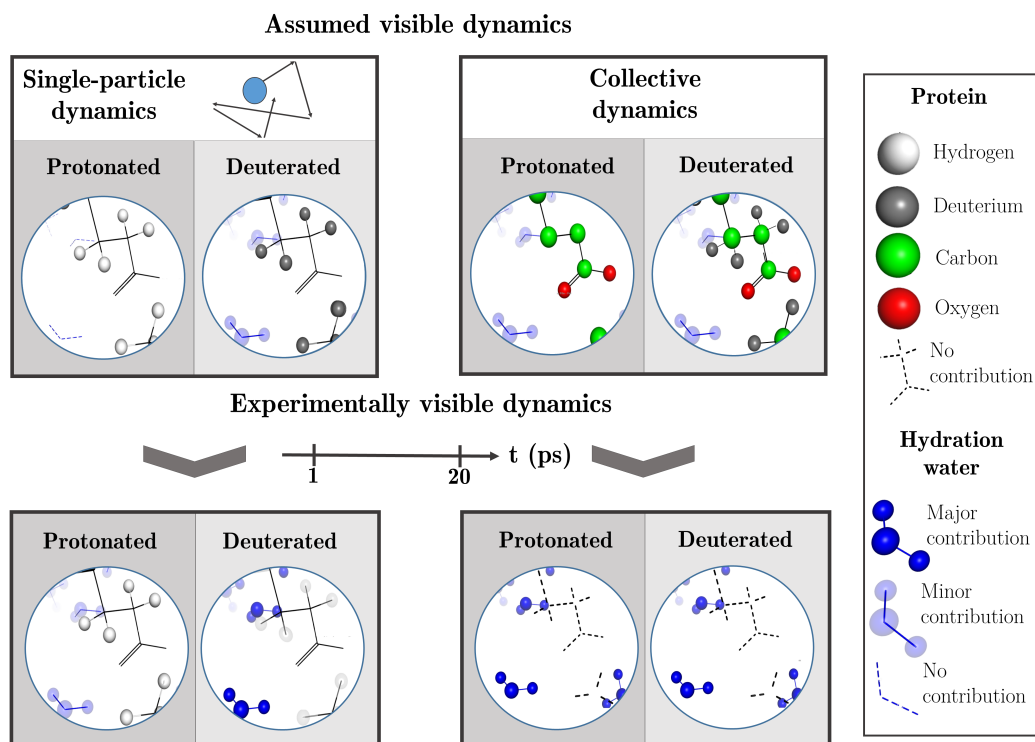 Assumed visible dynamics
Single-particle
dynamics
Protonated
Deuterated
Collective
dynamics
Protonated
Deuterated
Experimentally visible dynamics
t (ps)
1
20
Protonated
Deuterated
Protonated
Deuterated
Protein
Hydrogen
Deuterium
Carbon
Oxygen
No
contribution
Hydration
water
Major
contribution
Minor
contribution
No
contribution